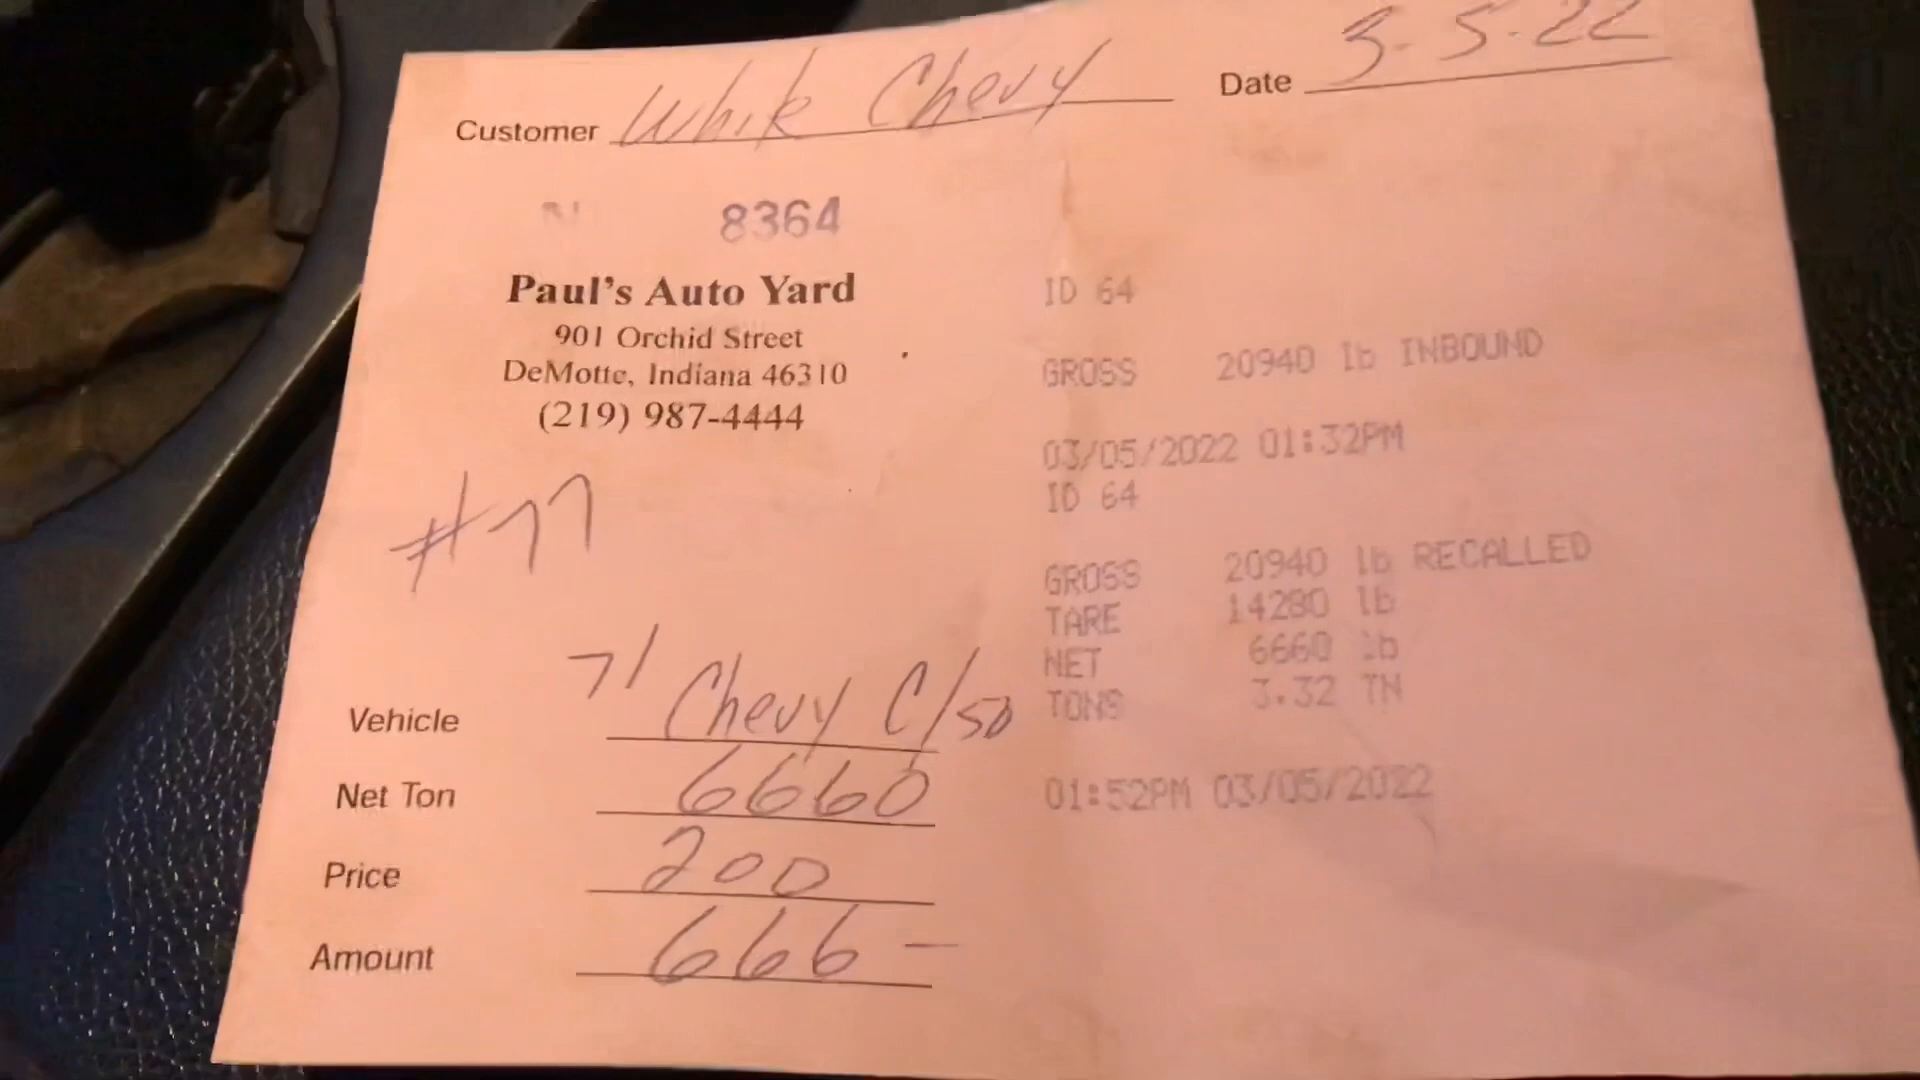 Customer White Chevy Date 3-5-22
8364
Paul's Auto Yard
901 Orchid Street
DeMotte, Indiana 46310
(219) 987-4444
#77
ID 64
GROSS 20940 lb INBOUND
03/05/2022 01:32PM
ID 64
GROSS 20940 lb RECALLED
TARE 14280 lb
NET 6660 lb
TONS 3.32 TN
01:52PM 03/05/2022
Vehicle 71 Chevy C/50
Net Ton 6660
Price 200
Amount 666 —